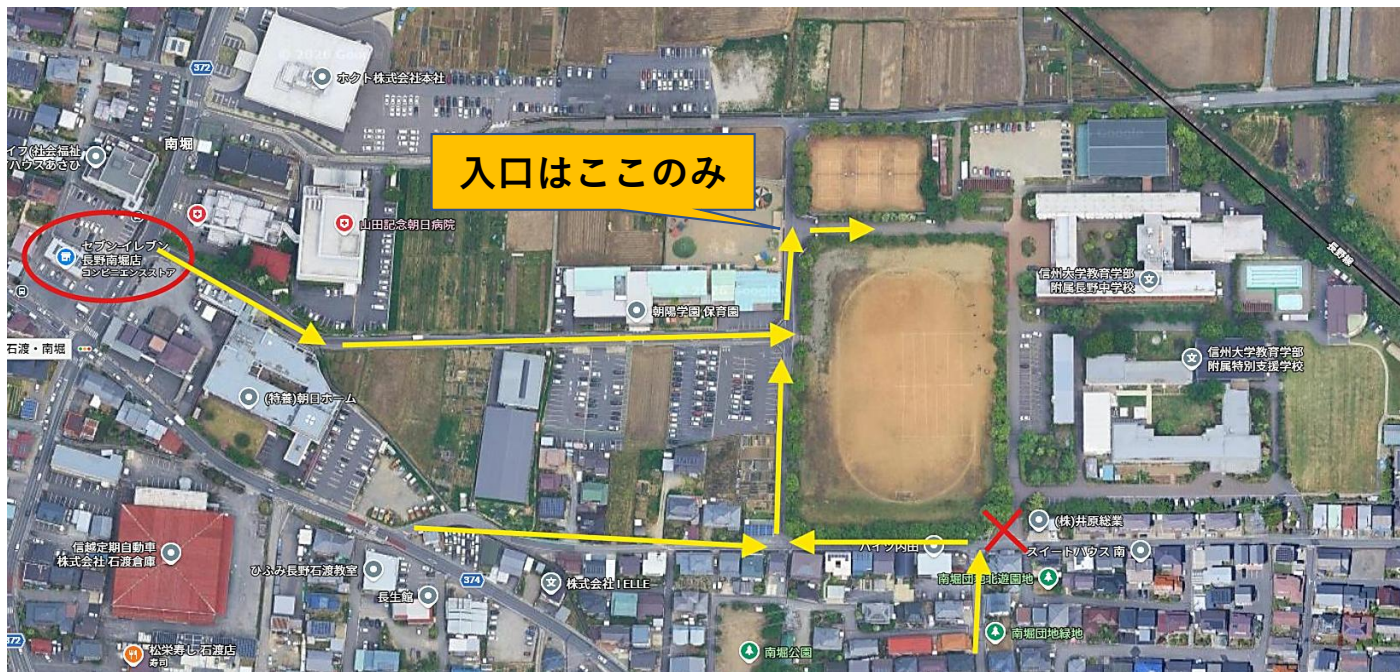 372
ホクト株式会社本社
南堀
イフ(社会福祉
ハウスあさひ
入口はここのみ
山田記念朝日病院
セブン-イレブン
長野南堀店
コンビニエンスストア
長野線
信州大学教育学部
附属長野中学校
朝陽学園 保育園
石渡・南堀
信州大学教育学部
附属特別支援学校
(特養)朝日ホーム
(株)井原総業
信越定期自動車
株式会社 石渡倉庫
ハイツ内田
スイートハウス 南
ひふみ長野石渡教室
374
株式会社 I ELLE
南堀団地北遊園地
長生館
南堀団地緑地
372
松栄寿し 石渡店
寿司
南堀公園